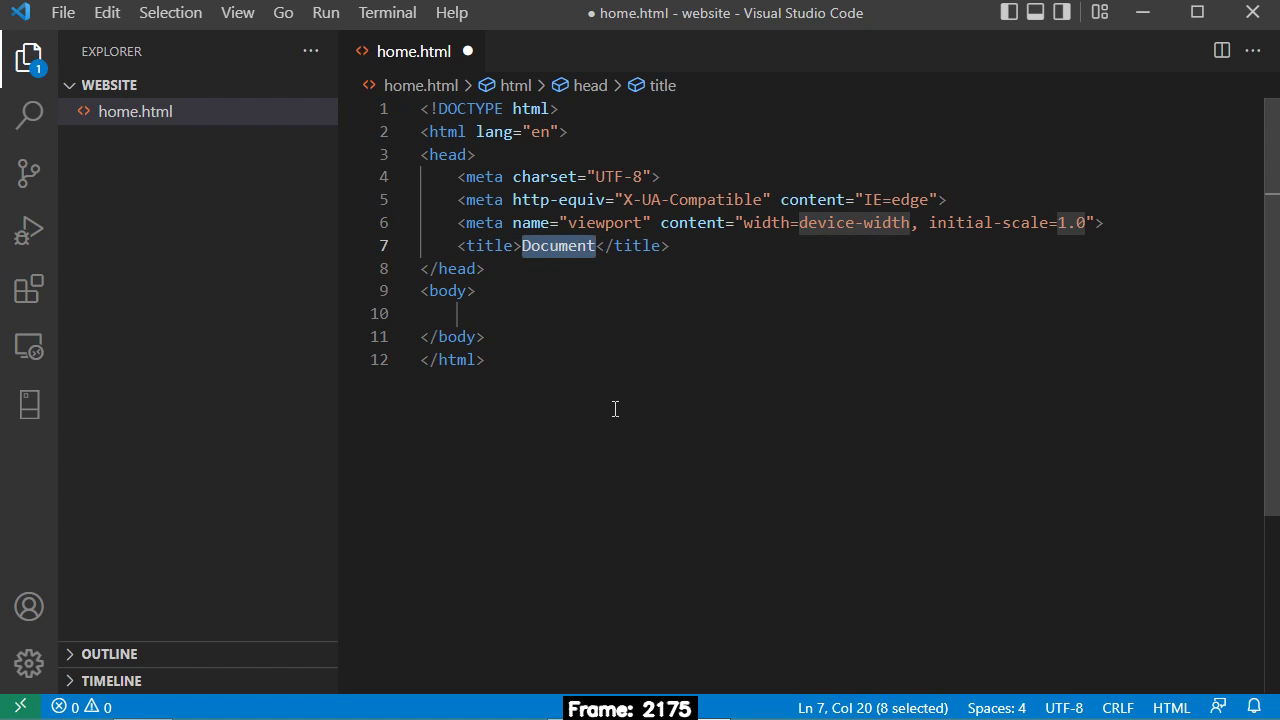 File Edit Selection View Go Run Terminal Help ● home.html - website - Visual Studio Code
EXPLORER
WEBSITE
home.html
1
home.html
home.html > html > head > title
1 <!DOCTYPE html>
2 <html lang="en">
3 <head>
4 <meta charset="UTF-8">
5 <meta http-equiv="X-UA-Compatible" content="IE=edge">
6 <meta name="viewport" content="width=device-width, initial-scale=1.0">
7 <title>Document</title>
8 </head>
9 <body>
10
11 </body>
12 </html>
OUTLINE
TIMELINE
0 0 Frame: 2175 Ln 7, Col 20 (8 selected) Spaces: 4 UTF-8 CRLF HTML